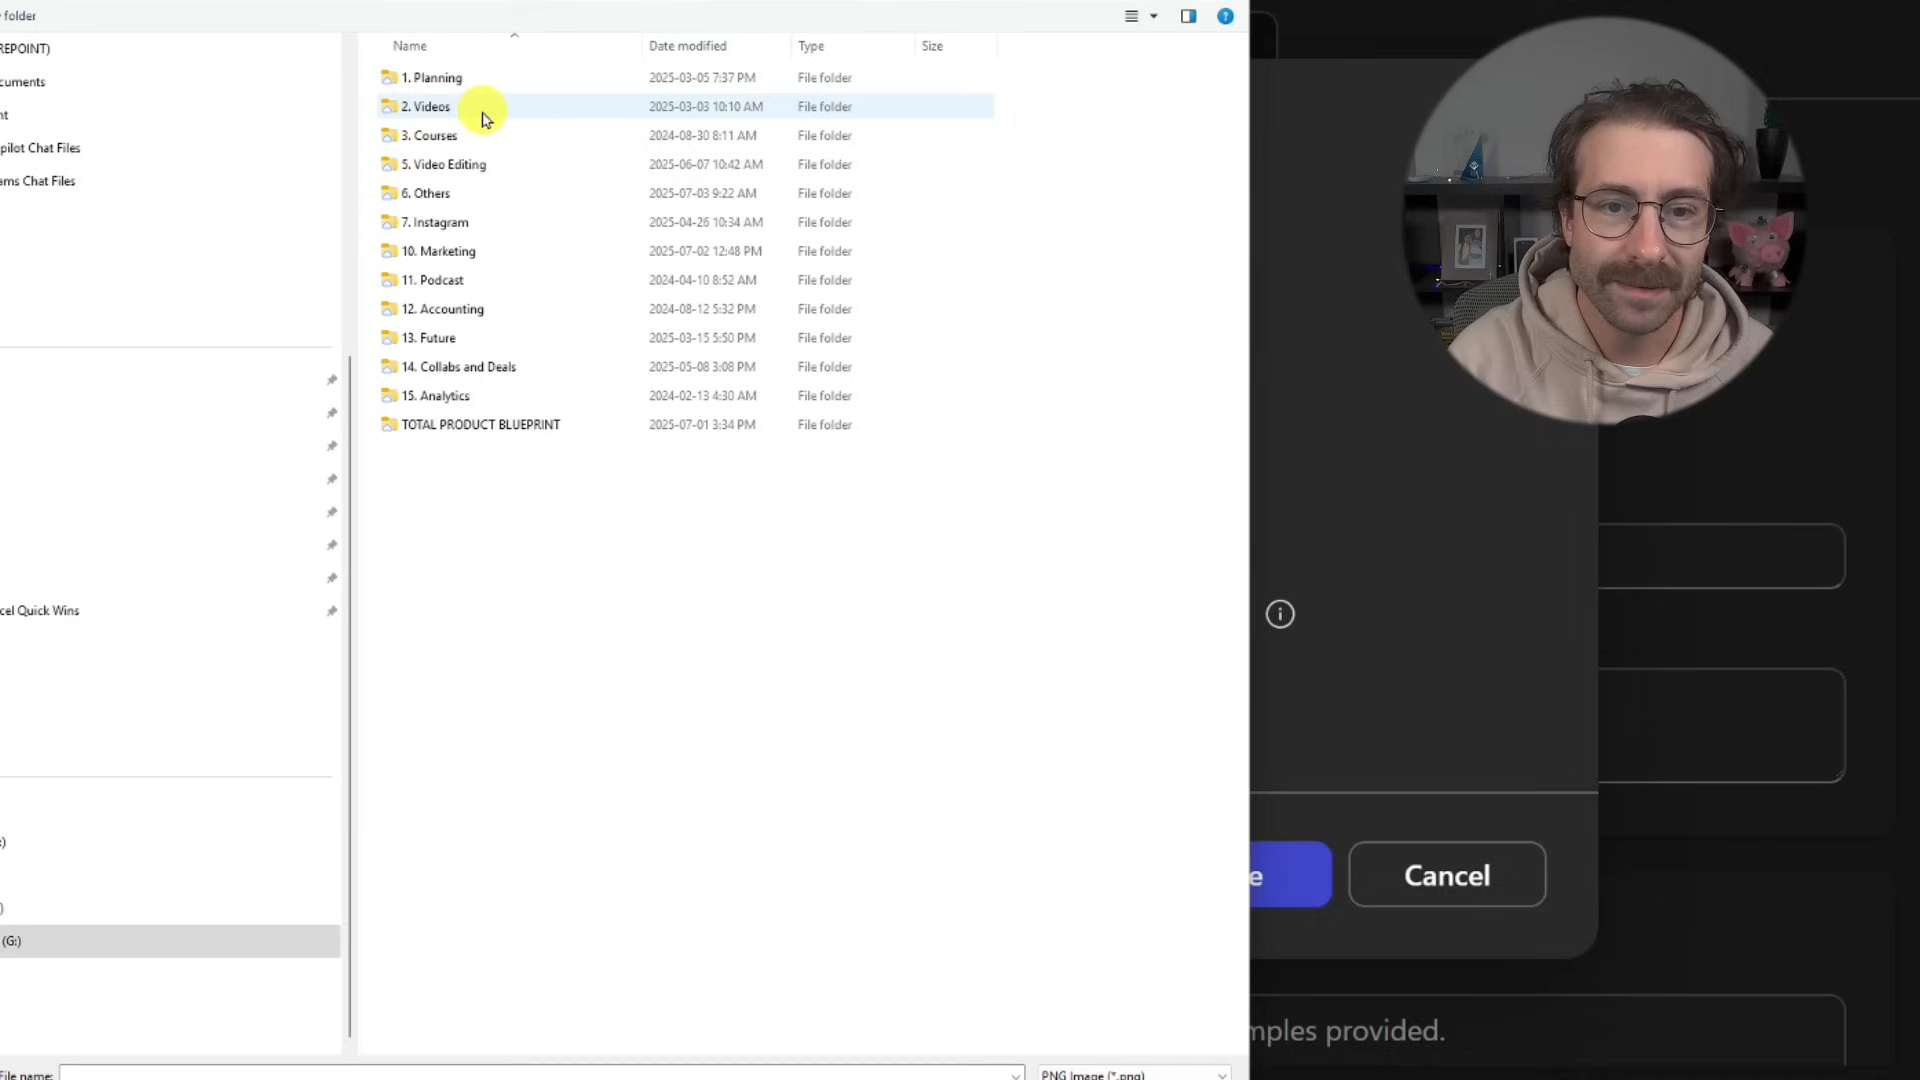 folder
REPOINT)
cuments
nt
pilot Chat Files
ams Chat Files
cel Quick Wins
:)
)
(G:)
Name Date modified Type Size
1. Planning 2025-03-05 7:37 PM File folder
2. Videos 2025-03-03 10:10 AM File folder
3. Courses 2024-08-30 8:11 AM File folder
5. Video Editing 2025-06-07 10:42 AM File folder
6. Others 2025-07-03 9:22 AM File folder
7. Instagram 2025-04-26 10:34 AM File folder
10. Marketing 2025-07-02 12:48 PM File folder
11. Podcast 2024-04-10 8:52 AM File folder
12. Accounting 2024-08-12 5:32 PM File folder
13. Future 2025-03-15 5:50 PM File folder
14. Collabs and Deals 2025-05-08 3:08 PM File folder
15. Analytics 2024-02-13 4:30 AM File folder
TOTAL PRODUCT BLUEPRINT 2025-07-01 3:34 PM File folder
File name: PNG Image (*.png)
e Cancel
mples provided.